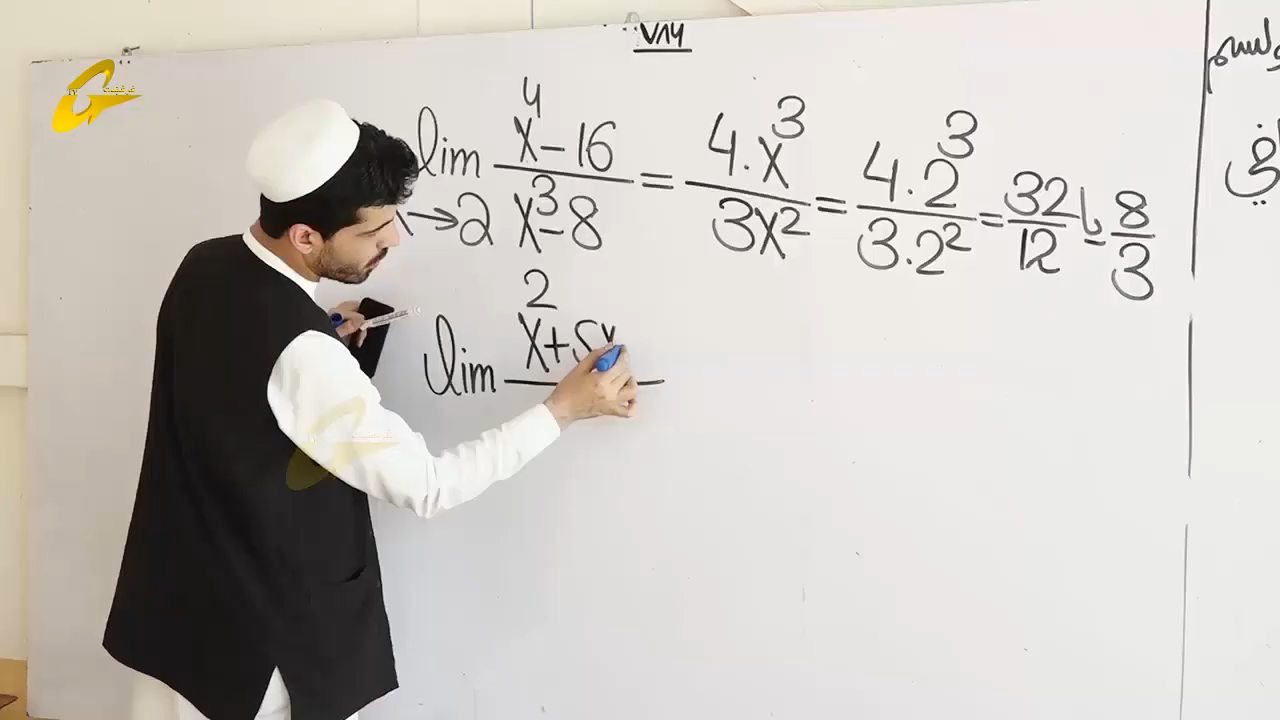 ۷۸۴
lim x→2 (x⁴ - 16)/(x³ - 8) = (4·x³)/(3x²) = (4·2³)/(3·2²) = 32/12 = 8/3
lim x² + 5x